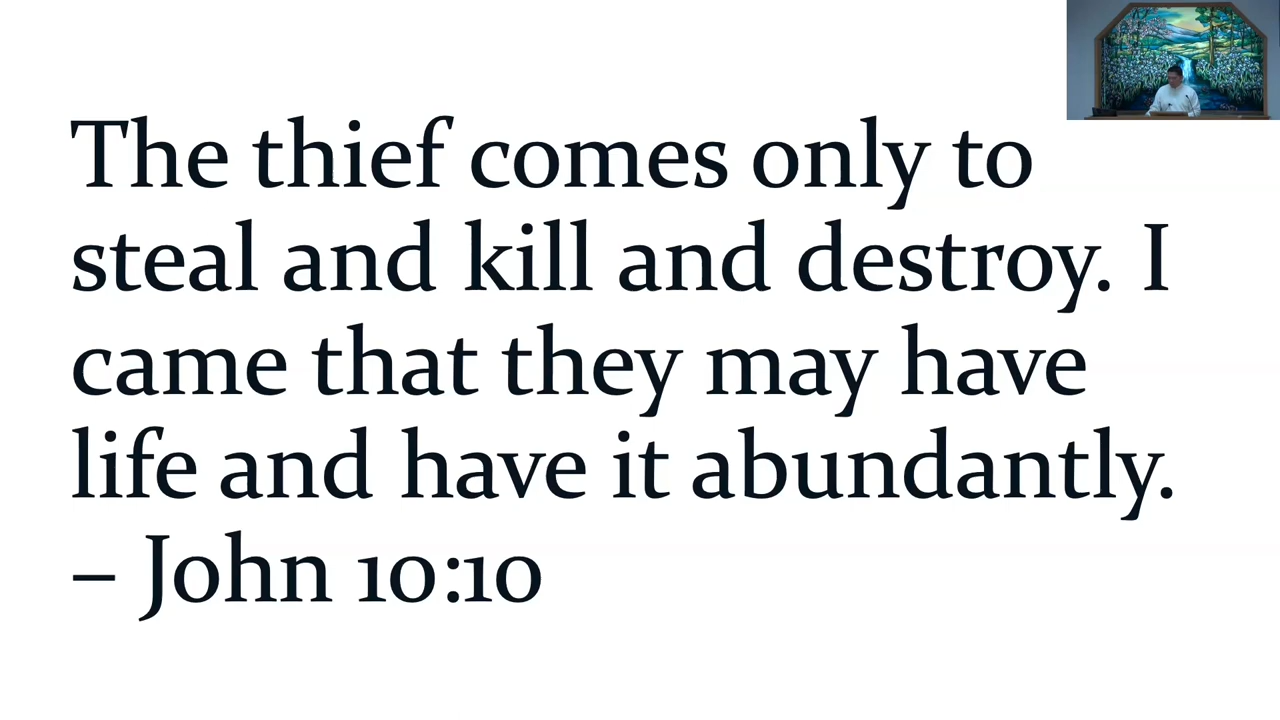 The thief comes only to
steal and kill and destroy. I
came that they may have
life and have it abundantly.
– John 10:10